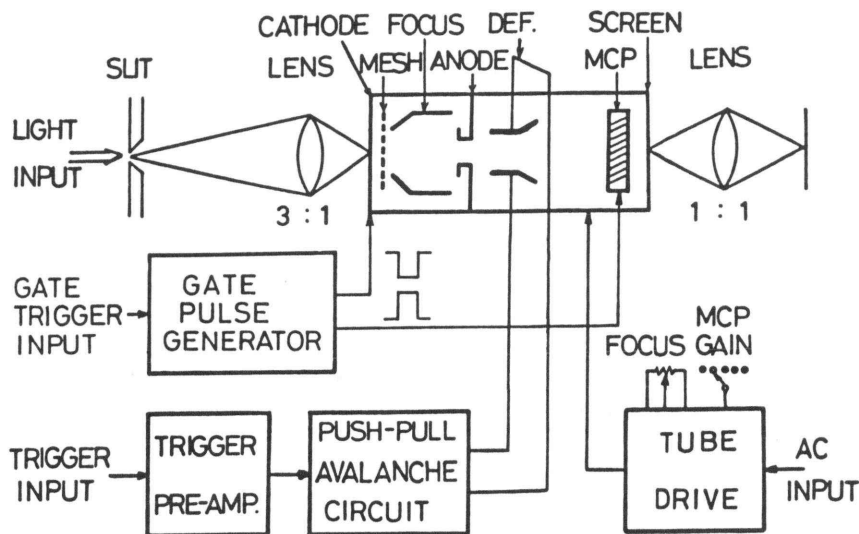 CATHODE FOCUS DEF. SCREEN
SLIT LENS MESH ANODE MCP LENS
LIGHT
INPUT
3 : 1
1 : 1
GATE
TRIGGER
INPUT
GATE
PULSE
GENERATOR
MCP
FOCUS GAIN
TRIGGER
INPUT
TRIGGER
PRE-AMP.
PUSH-PULL
AVALANCHE
CIRCUIT
TUBE
DRIVE
AC
INPUT